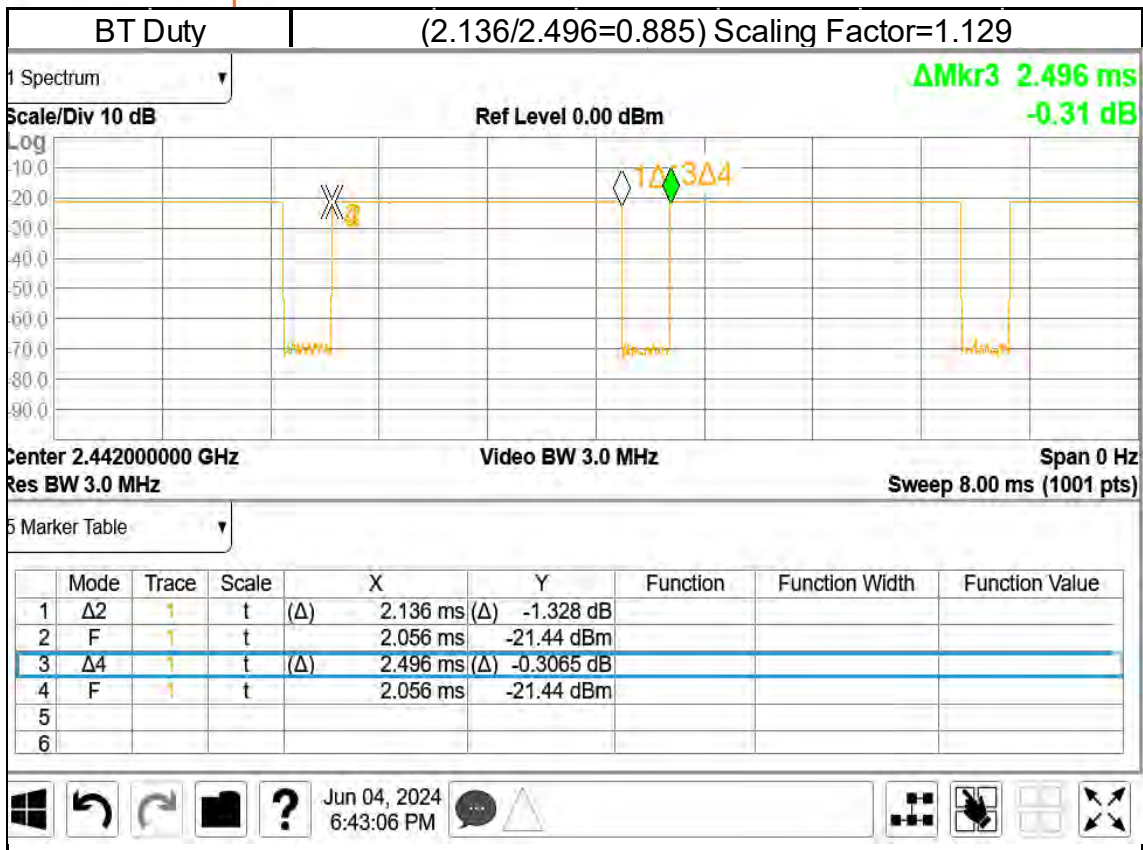 BT Duty (2.136/2.496=0.885) Scaling Factor=1.129
1 Spectrum ▼ ΔMkr3 2.496 ms
Scale/Div 10 dB Ref Level 0.00 dBm -0.31 dB
Log
-10.0
1Δ 3Δ4
-20.0
-30.0
-40.0
-50.0
-60.0
-70.0
-80.0
-90.0
Center 2.442000000 GHz Video BW 3.0 MHz Span 0 Hz
Res BW 3.0 MHz Sweep 8.00 ms (1001 pts)
5 Marker Table ▼
Mode Trace Scale X Y Function Function Width Function Value
1 Δ2 1 t (Δ) 2.136 ms (Δ) -1.328 dB
2 F 1 t 2.056 ms -21.44 dBm
3 Δ4 1 t (Δ) 2.496 ms (Δ) -0.3065 dB
4 F 1 t 2.056 ms -21.44 dBm
5
6
? Jun 04, 2024
6:43:06 PM